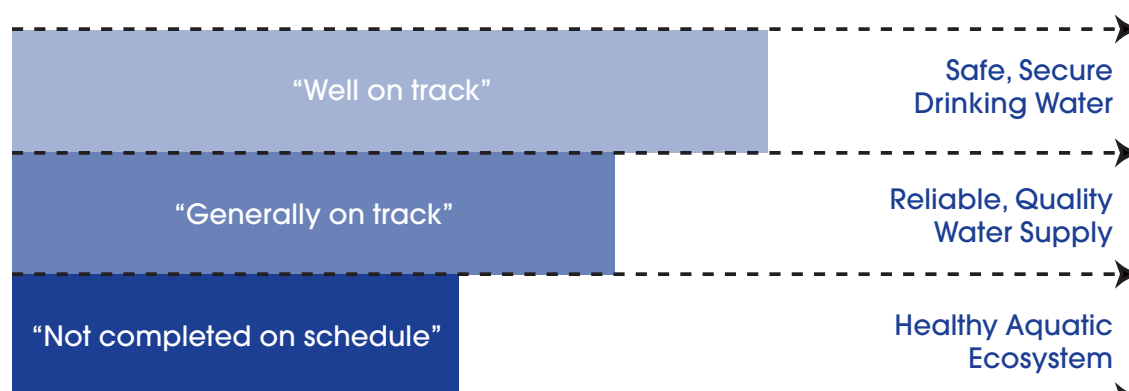 “Well on track”
Safe, Secure
Drinking Water
“Generally on track”
Reliable, Quality
Water Supply
“Not completed on schedule”
Healthy Aquatic
Ecosystem